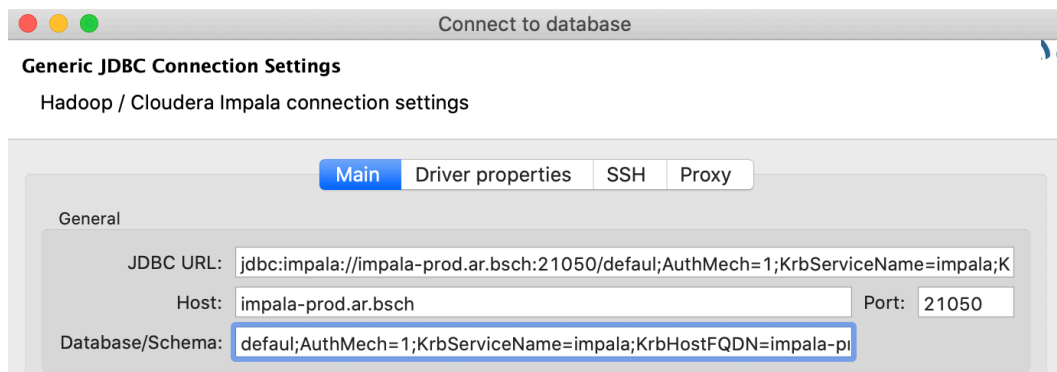 Connect to database
Generic JDBC Connection Settings
Hadoop / Cloudera Impala connection settings
Main Driver properties SSH Proxy
General
JDBC URL: jdbc:impala://impala-prod.ar.bsch:21050/defaul;AuthMech=1;KrbServiceName=impala;K
Host: impala-prod.ar.bsch Port: 21050
Database/Schema: defaul;AuthMech=1;KrbServiceName=impala;KrbHostFQDN=impala-p